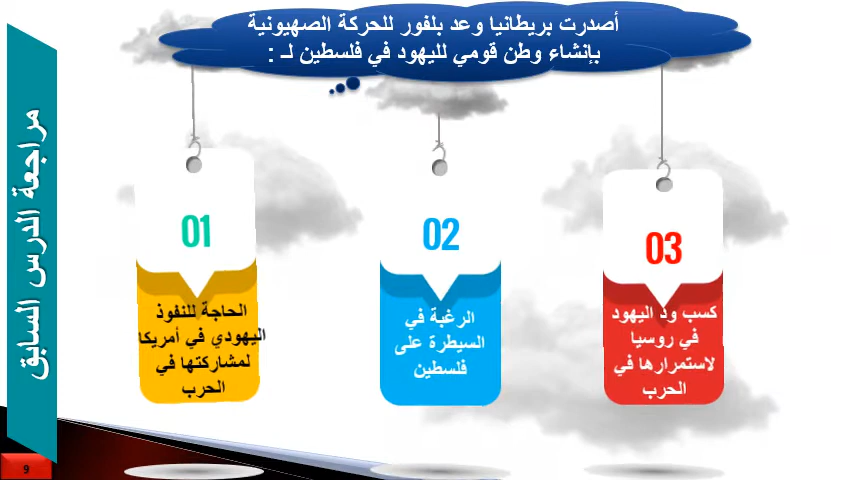 أصدرت بريطانيا وعد بلفور للحركة الصهيونية
بإنشاء وطن قومي لليهود في فلسطين لـ :
مراجعة الدرس السابق
01
الحاجة للنفوذ
اليهودي في أمريكا
لمشاركتها في
الحرب
02
الرغبة في
السيطرة على
فلسطين
03
كسب ود اليهود
في روسيا
لاستمرارها في
الحرب
9